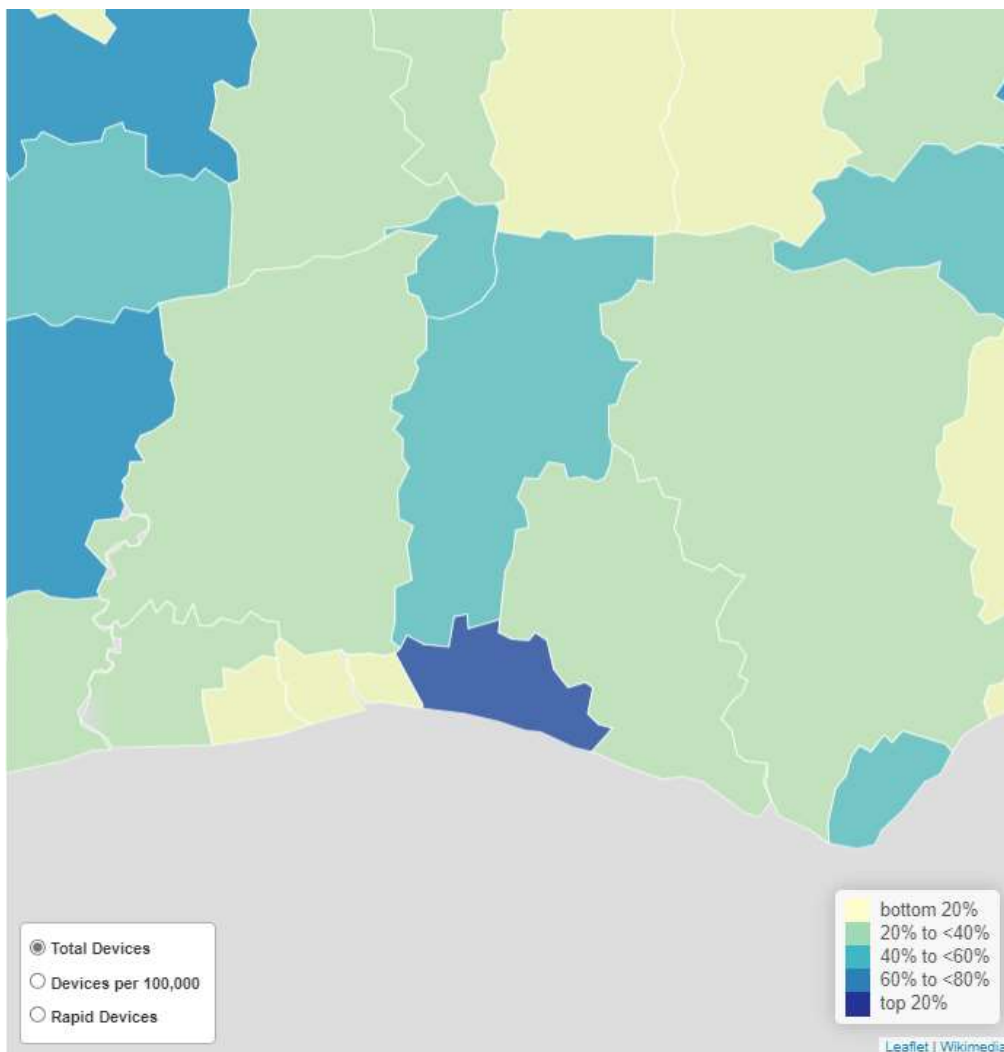 Total Devices
Devices per 100,000
Rapid Devices
bottom 20%
20% to <40%
40% to <60%
60% to <80%
top 20%
Leaflet | Wikimedia